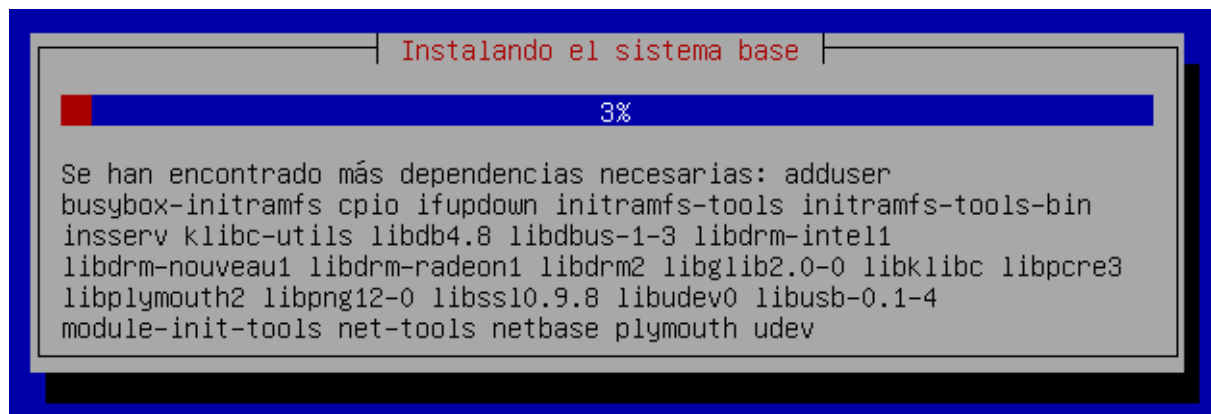 Instalando el sistema base
3%
Se han encontrado más dependencias necesarias: adduser
busybox-initramfs cpio ifupdown initramfs-tools initramfs-tools-bin
insserv klibc-utils libdb4.8 libdbus-1-3 libdrm-intel1
libdrm-nouveau1 libdrm-radeon1 libdrm2 libglib2.0-0 libklibc libpcre3
libplymouth2 libpng12-0 libssl0.9.8 libudev0 libusb-0.1-4
module-init-tools net-tools netbase plymouth udev